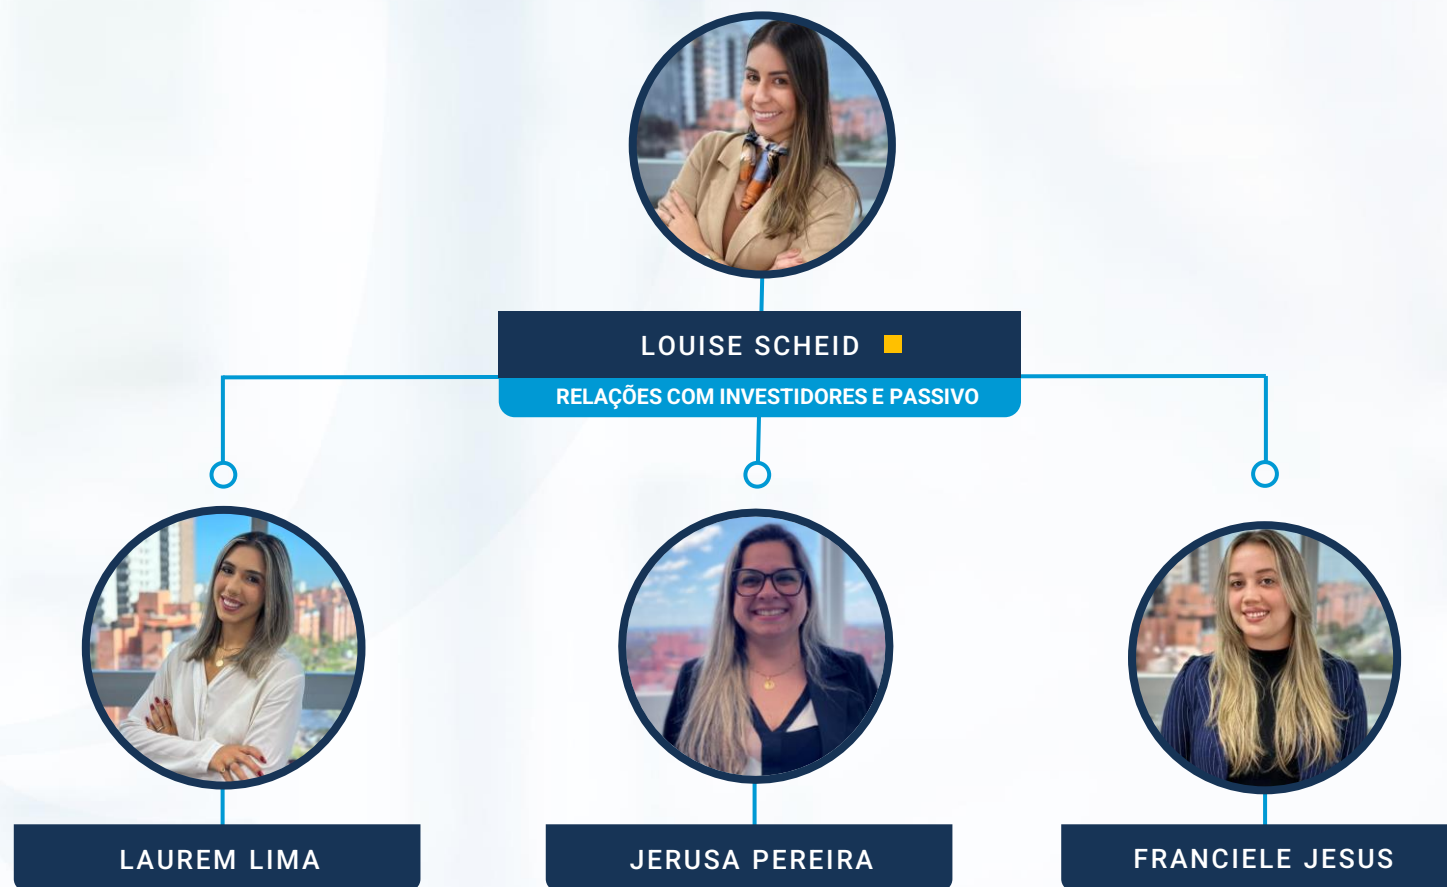 LOUISE SCHEID
RELAÇÕES COM INVESTIDORES E PASSIVO
LAUREM LIMA
JERUSA PEREIRA
FRANCIELE JESUS